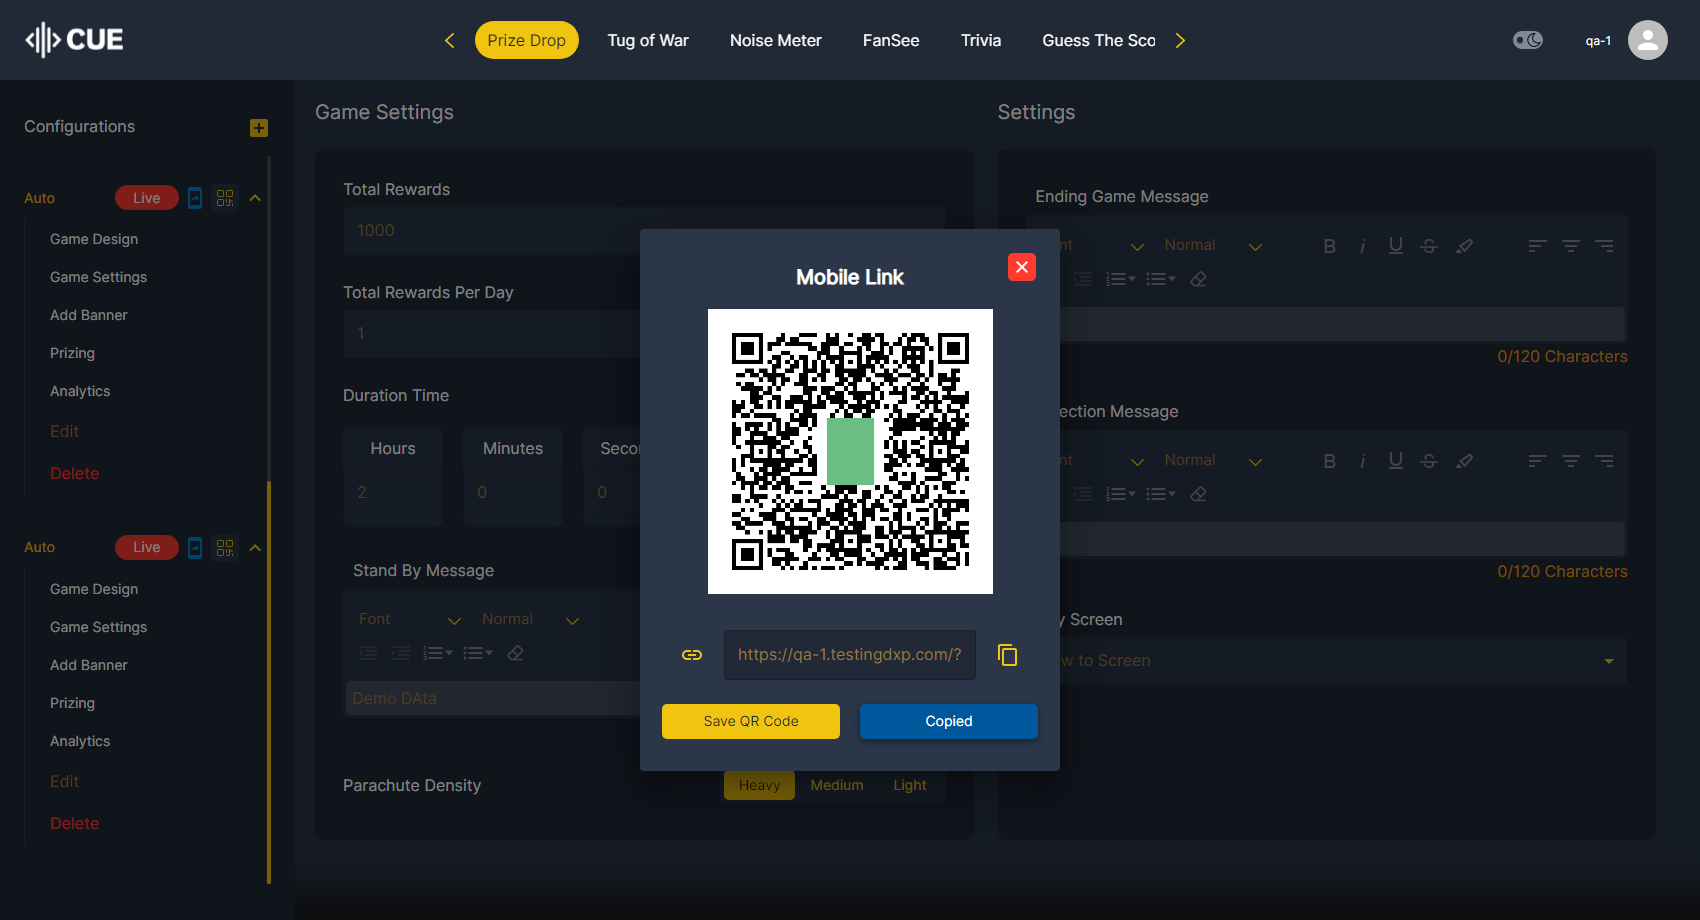 CUE
Prize Drop
Tug of War
Noise Meter
FanSee
Trivia
Guess The Sco
qa-1
Configurations
Auto
Live
Game Design
Game Settings
Add Banner
Prizing
Analytics
Edit
Delete
Auto
Live
Game Design
Game Settings
Add Banner
Prizing
Analytics
Edit
Delete
Game Settings
Total Rewards
1000
Total Rewards Per Day
1
Duration Time
Hours
Minutes
Secon
2
0
0
Stand By Message
Font
Normal
Demo DAta
Parachute Density
Heavy
Medium
Light
Mobile Link
https://qa-1.testingdxp.com/?
Save QR Code
Copied
Settings
Ending Game Message
nt
Normal
B
i
U
S
0/120 Characters
ection Message
nt
Normal
B
i
U
S
0/120 Characters
y Screen
w to Screen